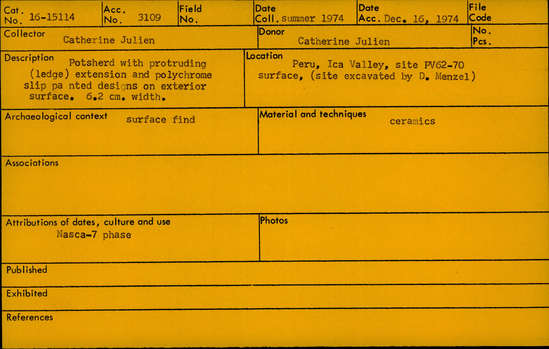 Cat. No. 16-15114 Acc. No. 3109 Field No. Date Coll. summer 1974 Date Acc. Dec. 16, 1974 File Code
Collector Catherine Julien Donor Catherine Julien No. Pcs.
Description Potsherd with protruding
(ledge) extension and polychrome
slip pa nted designs on exterior
surface. 6.2 cm. width.
Location Peru, Ica Valley, site PV62-70
surface, (site excavated by D. Menzel)
Archaeological context surface find
Material and techniques ceramics
Associations
Attributions of dates, culture and use
Nasca-7 phase
Photos
Published
Exhibited
References